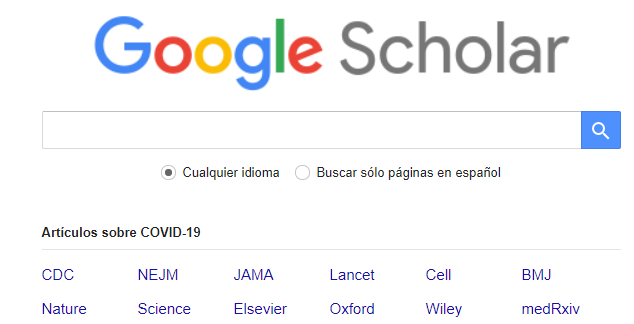 Google Scholar
Cualquier idioma Buscar sólo páginas en español
Artículos sobre COVID-19
CDC NEJM JAMA Lancet Cell BMJ
Nature Science Elsevier Oxford Wiley medRxiv